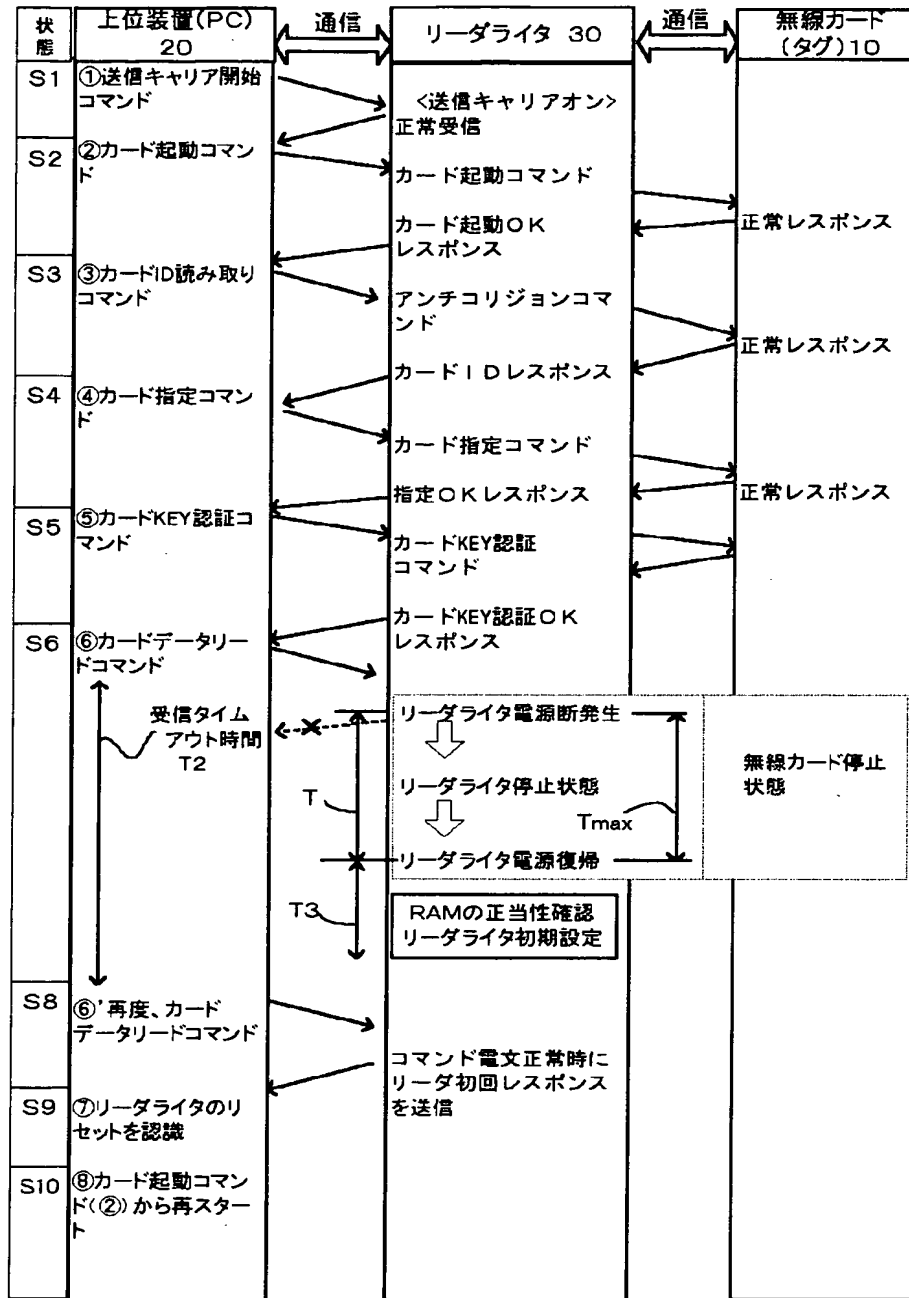 状
態
上位装置(PC)
20
通信
リーダライタ 30
通信
無線カード
(タグ)10
S1
①送信キャリア開始
コマンド
<送信キャリアオン>
正常受信
S2
②カード起動コマン
ド
カード起動コマンド
正常レスポンス
カード起動OK
レスポンス
S3
③カードID読み取り
コマンド
アンチコリジョンコマ
ンド
正常レスポンス
カードIDレスポンス
S4
④カード指定コマン
ド
カード指定コマンド
指定OKレスポンス
正常レスポンス
S5
⑤カードKEY認証コ
マンド
カードKEY認証
コマンド
カードKEY認証OK
レスポンス
S6
⑥カードデータリー
ドコマンド
受信タイム
アウト時間
T2
リーダライタ電源断発生
リーダライタ停止状態
リーダライタ電源復帰
T
Tmax
無線カード停止
状態
T3
RAMの正当性確認
リーダライタ初期設定
S8
⑥'再度、カード
データリードコマンド
コマンド電文正常時に
リーダ初回レスポンス
を送信
S9
⑦リーダライタのリ
セットを認識
S10
⑧カード起動コマン
ド(②)から再スター
ト